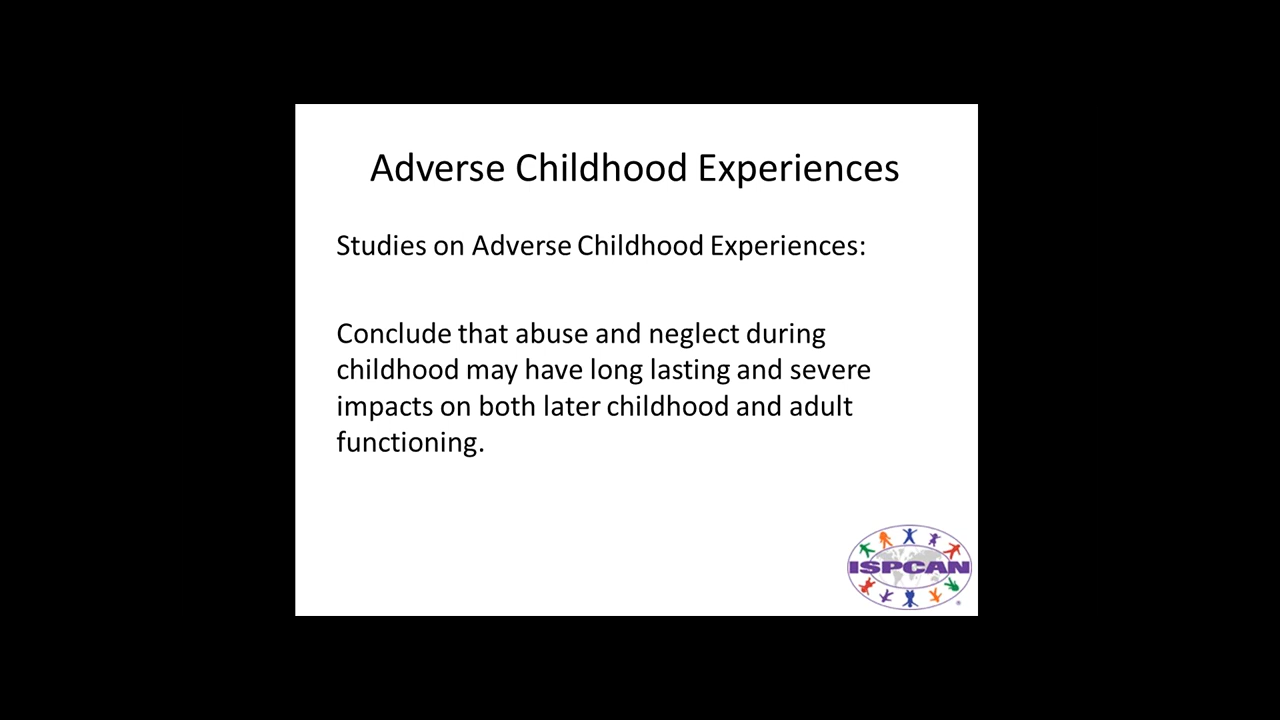 Adverse Childhood Experiences
Studies on Adverse Childhood Experiences:
Conclude that abuse and neglect during
childhood may have long lasting and severe
impacts on both later childhood and adult
functioning.
ISPCAN
®